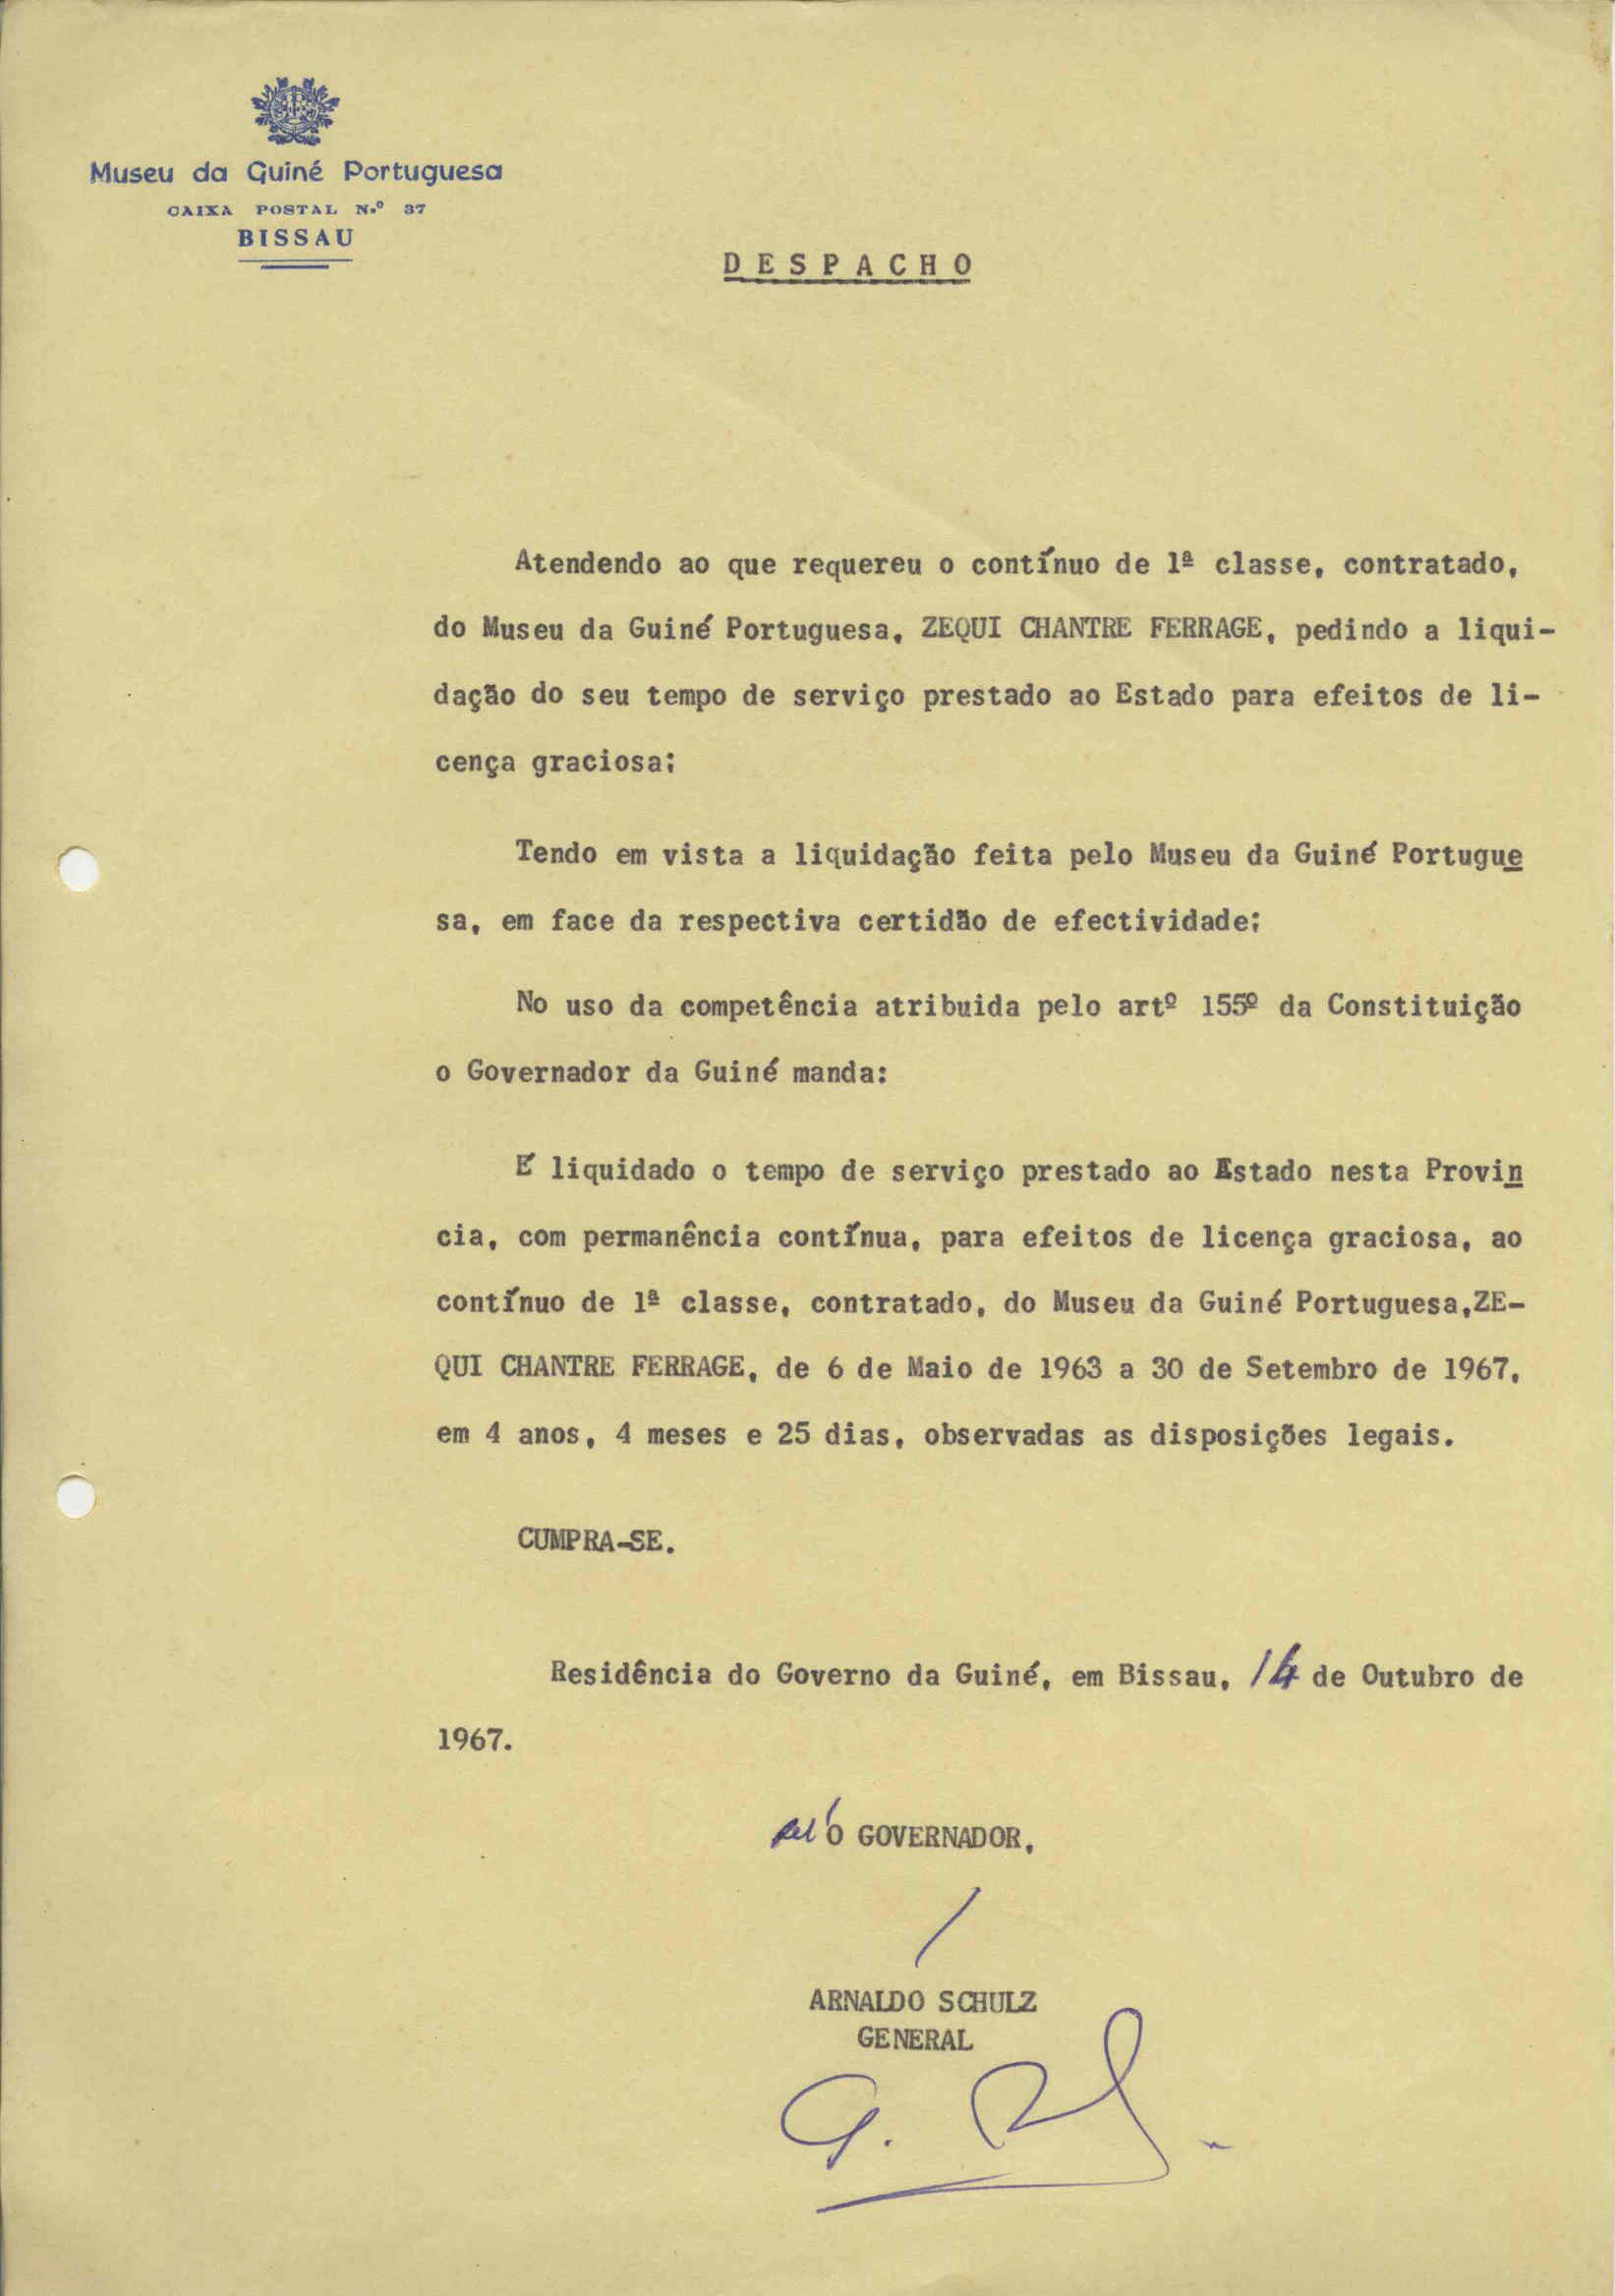 Museu da Guiné Portuguesa
CAIXA POSTAL N.º 37
BISSAU
DESPACHO
Atendendo ao que requereu o contínuo de 1ª classe, contratado,
do Museu da Guiné Portuguesa, ZEQUI CHANTRE FERRAGE, pedindo a liqui-
dação do seu tempo de serviço prestado ao Estado para efeitos de li-
cença graciosa;
Tendo em vista a liquidação feita pelo Museu da Guiné Portugue
sa, em face da respectiva certidão de efectividade;
No uso da competência atribuida pelo artº 155º da Constituição
o Governador da Guiné manda:
É liquidado o tempo de serviço prestado ao Estado nesta Provin
cia, com permanência contínua, para efeitos de licença graciosa, ao
contínuo de 1ª classe, contratado, do Museu da Guiné Portuguesa,ZE-
QUI CHANTRE FERRAGE, de 6 de Maio de 1963 a 30 de Setembro de 1967,
em 4 anos, 4 meses e 25 dias, observadas as disposições legais.
CUMPRA-SE.
Residência do Governo da Guiné, em Bissau, 14 de Outubro de
1967.
pel'O GOVERNADOR,
ARNALDO SCHULZ
GENERAL